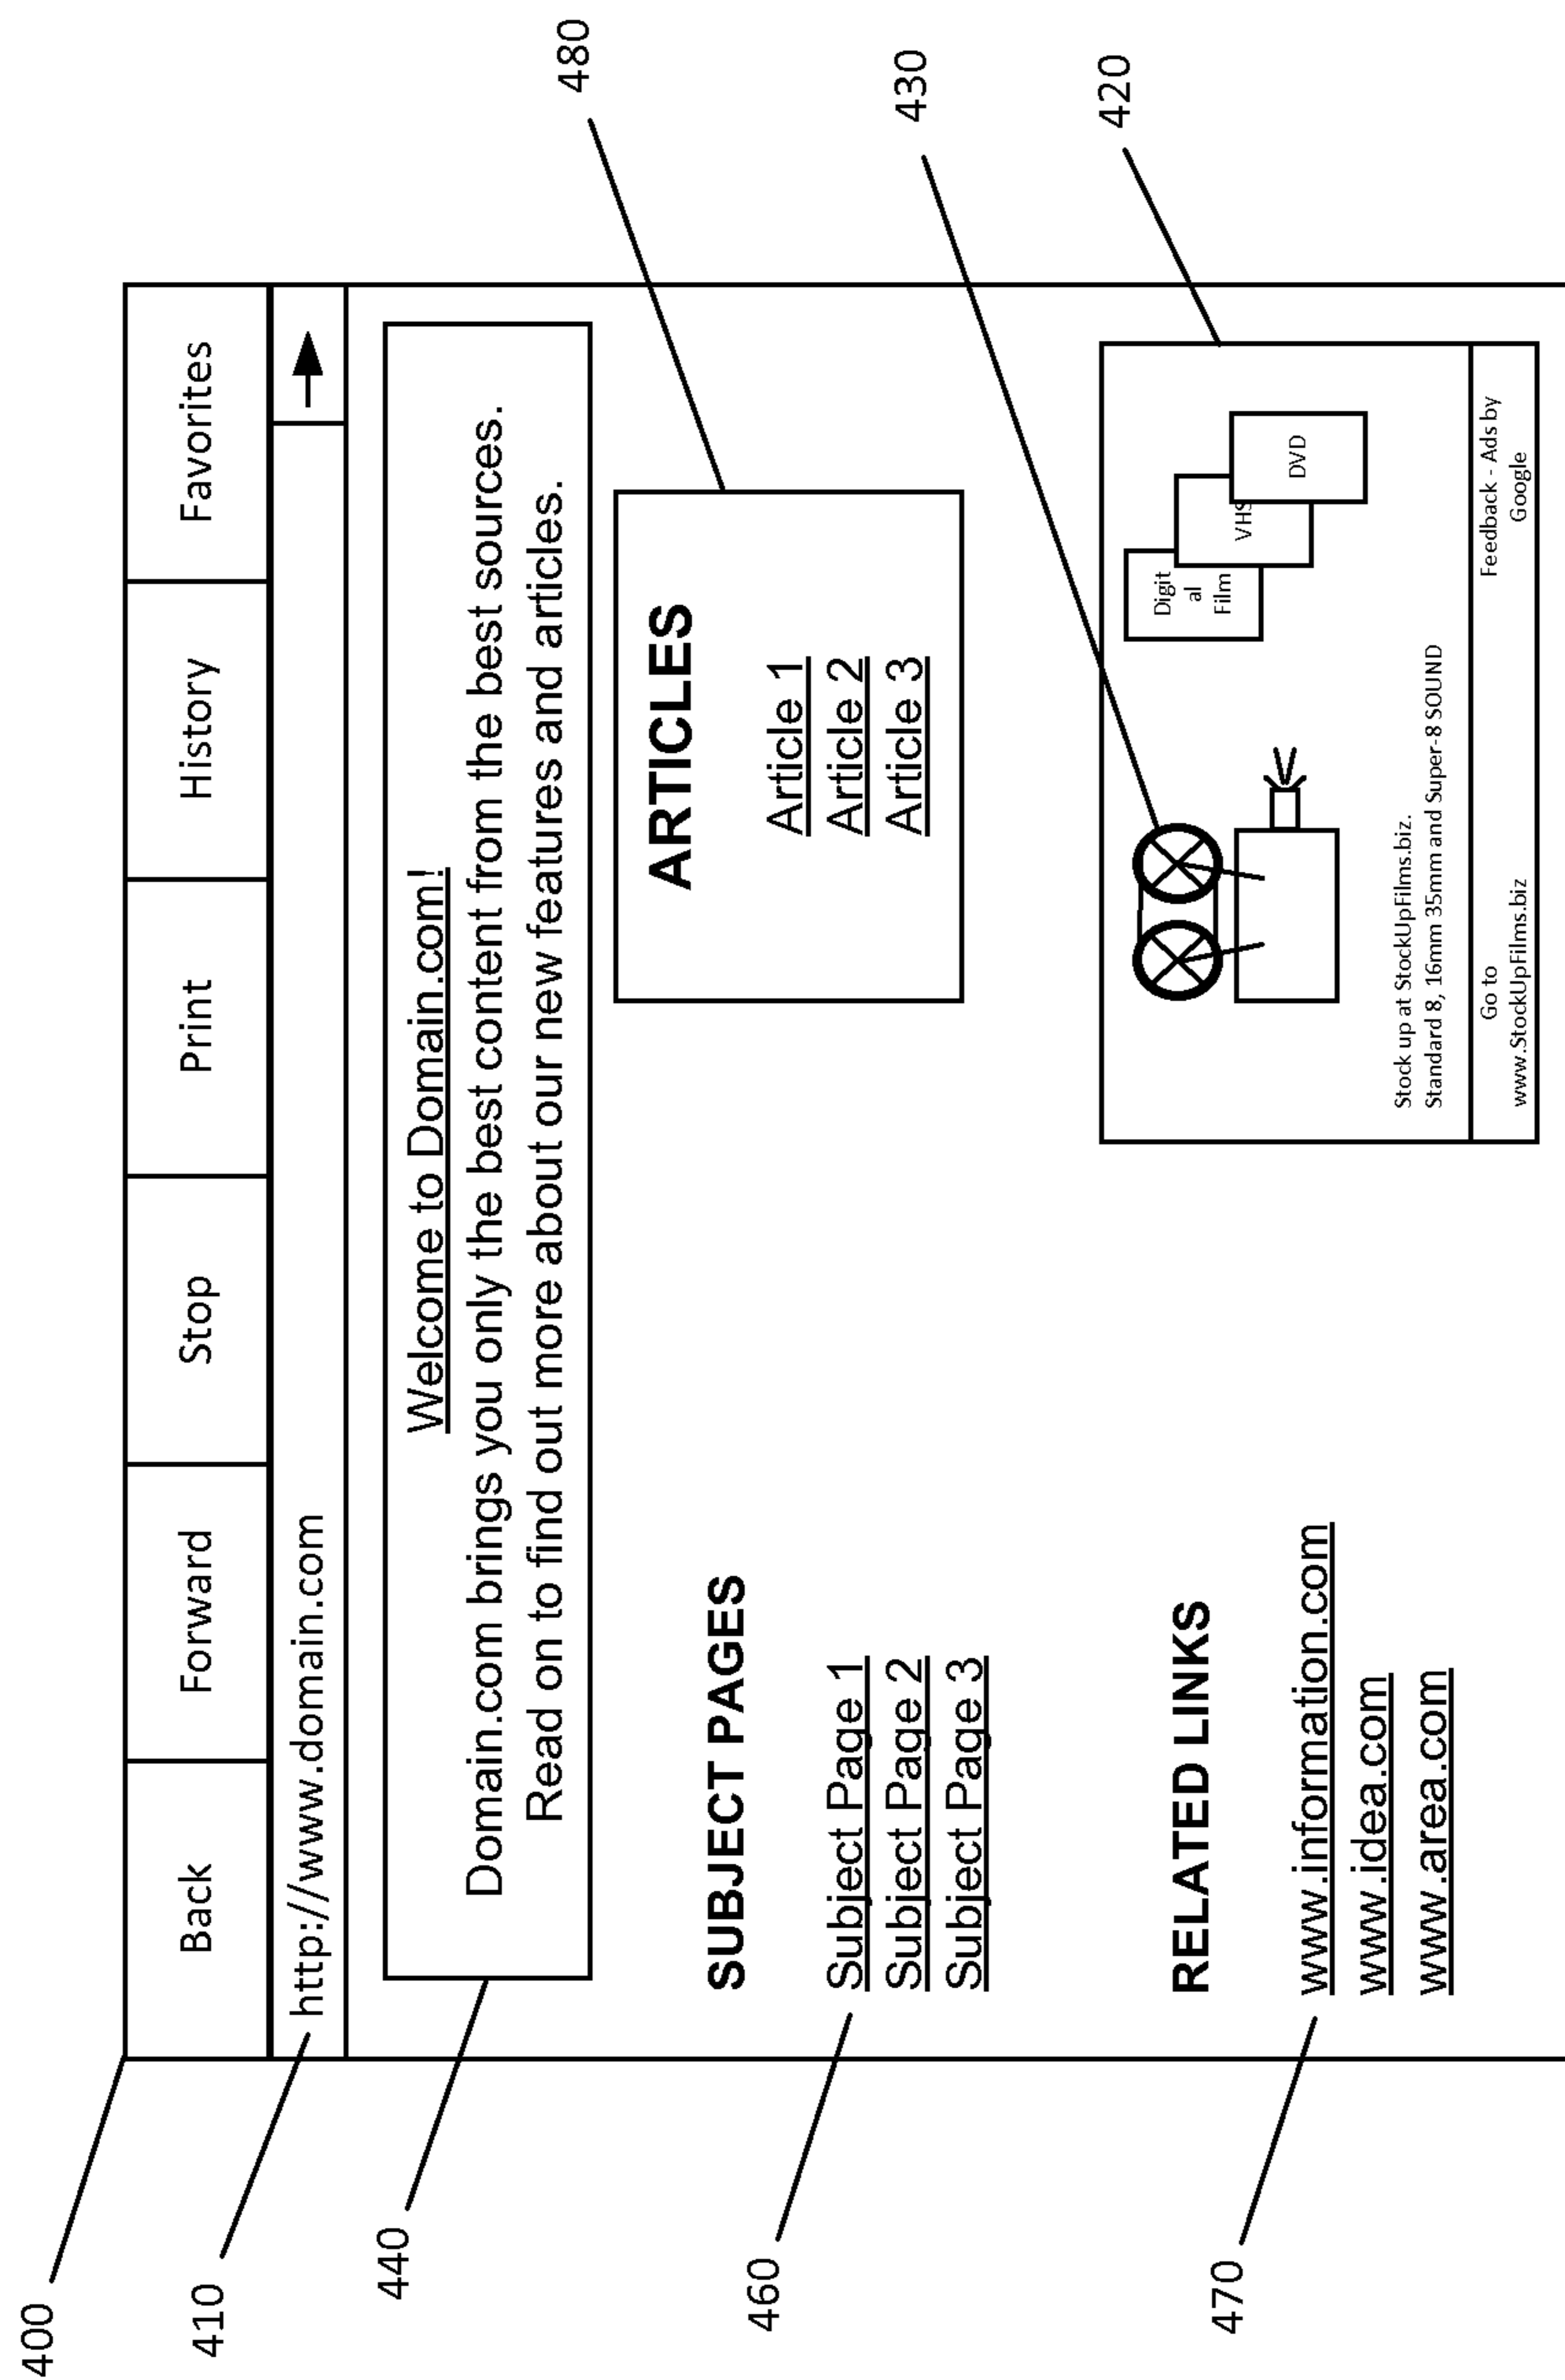 400
Back Forward Stop Print History Favorites
410
http://www.domain.com
440
Welcome to Domain.com!
Domain.com brings you only the best content from the best sources.
Read on to find out more about our new features and articles.
480
ARTICLES
Article 1
Article 2
Article 3
SUBJECT PAGES
460
Subject Page 1
Subject Page 2
Subject Page 3
430
RELATED LINKS
470
www.information.com
www.idea.com
www.area.com
420
Digit
al
Film
VHS
DVD
Stock up at StockUpFilms.biz.
Standard 8, 16mm 35mm and Super-8 SOUND
Go to
www.StockUpFilms.biz
Feedback - Ads by
Google